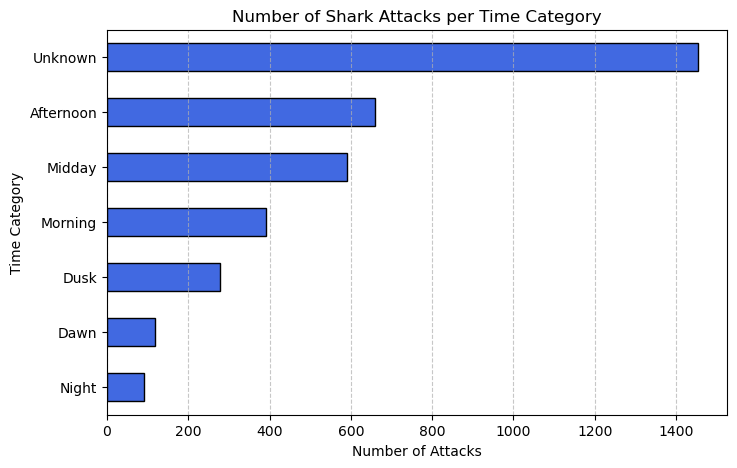 Number of Shark Attacks per Time Category
Time Category
Unknown
Afternoon
Midday
Morning
Dusk
Dawn
Night
0 200 400 600 800 1000 1200 1400
Number of Attacks